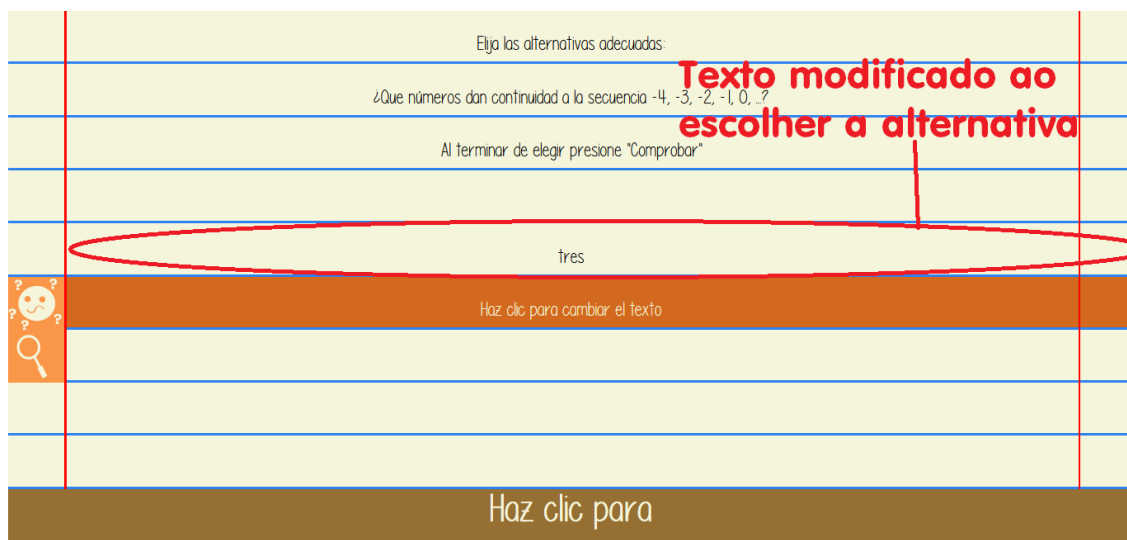 Elija las alternativas adecuadas:
Texto modificado ao
¿Que números dan continuidad a la secuencia -4, -3, -2, -1, 0, ...?
escolher a alternativa
Al terminar de elegir presione "Comprobar"
tres
? ?
Haz clic para cambiar el texto
? ?
?
Haz clic para